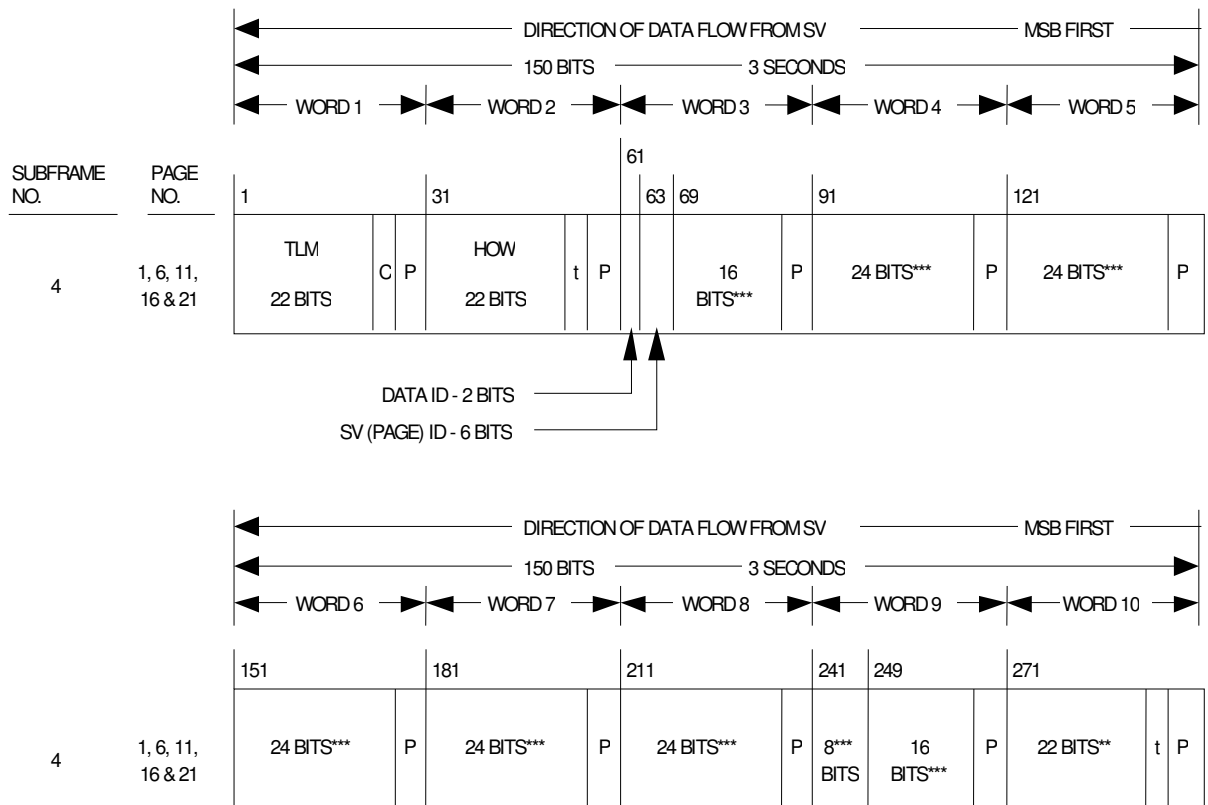 DIRECTION OF DATA FLOW FROM SV MSB FIRST
150 BITS 3 SECONDS
WORD 1 WORD 2 WORD 3 WORD 4 WORD 5
SUBFRAME NO.
PAGE NO.
61
1 31 63 69 91 121
4
1, 6, 11, 16 & 21
TLM
22 BITS
C P
HOW
22 BITS
t P
16
BITS***
P
24 BITS*** P
24 BITS*** P
DATA ID - 2 BITS
SV (PAGE) ID - 6 BITS
DIRECTION OF DATA FLOW FROM SV MSB FIRST
150 BITS 3 SECONDS
WORD 6 WORD 7 WORD 8 WORD 9 WORD 10
151 181 211 241 249 271
4
1, 6, 11,
16 & 21
24 BITS*** P
24 BITS*** P
24 BITS*** P
8***
BITS
16
BITS***
P
22 BITS** t P